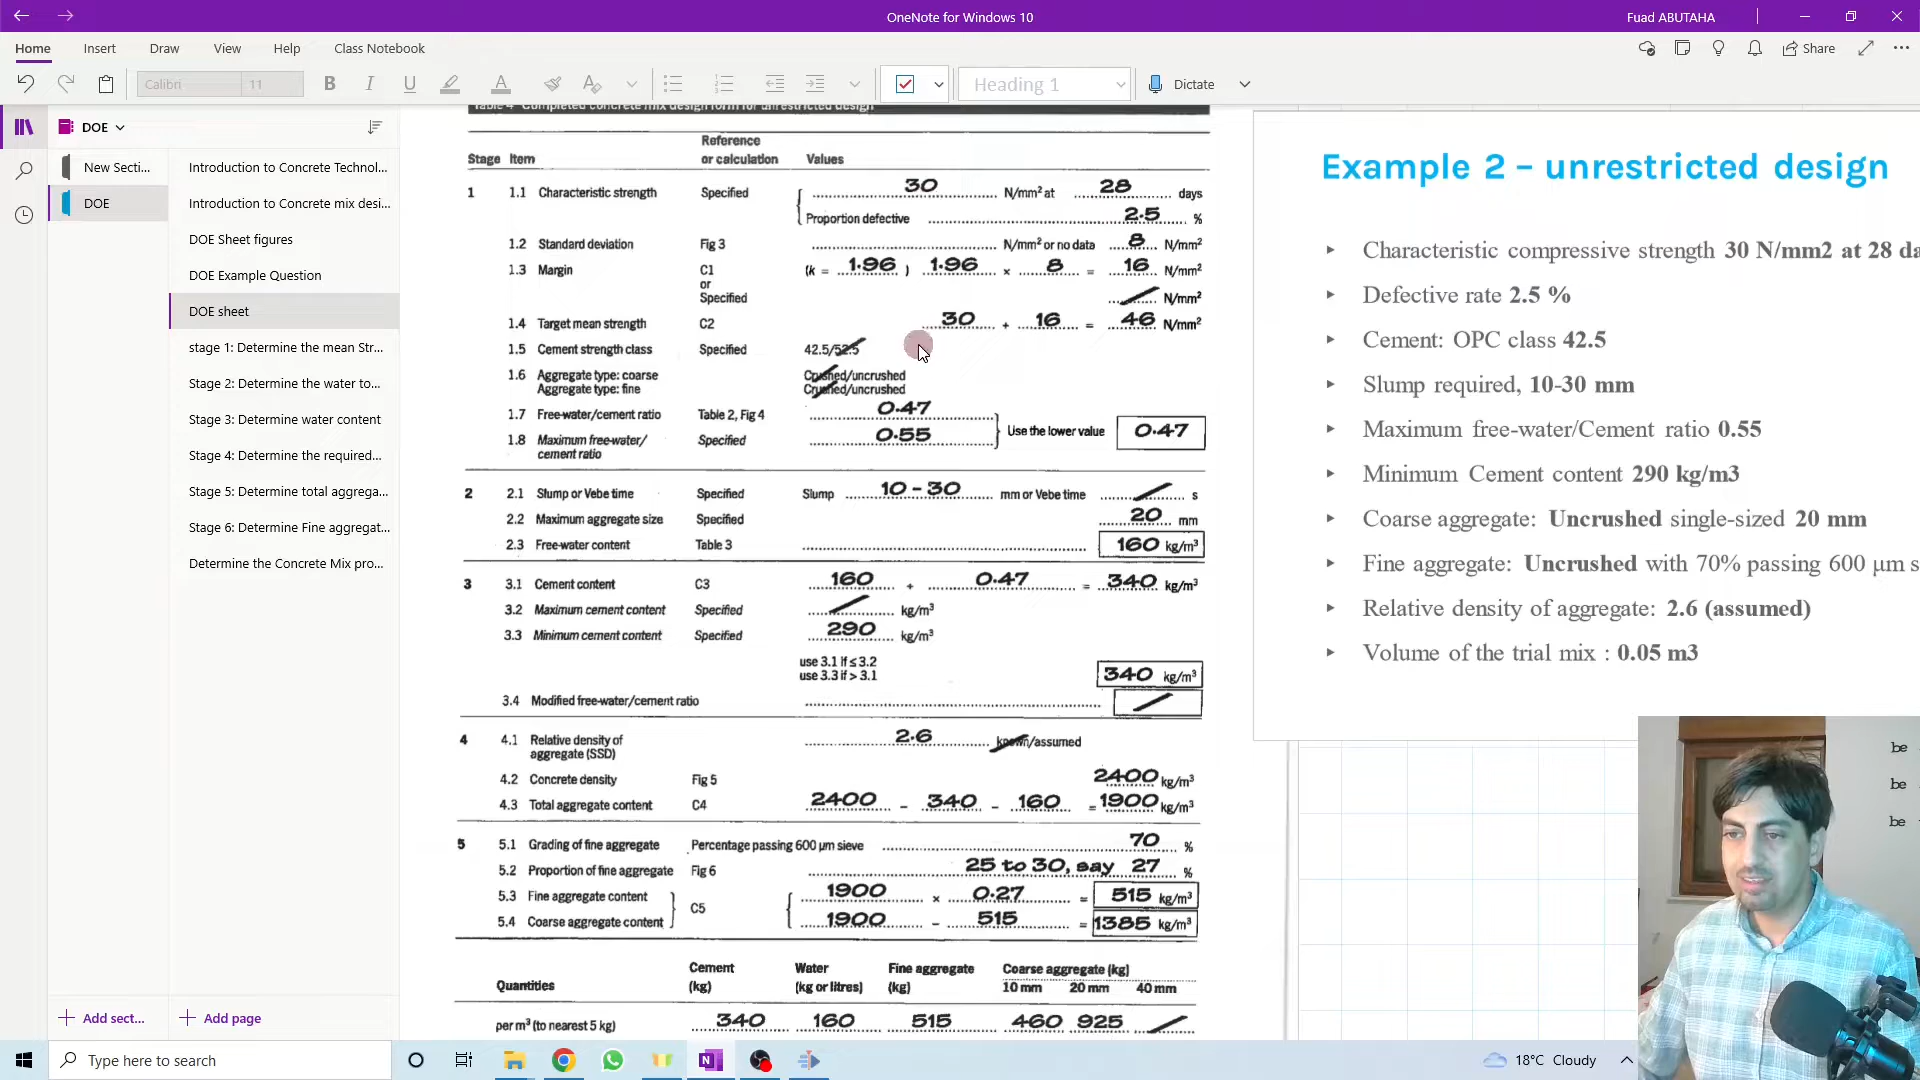 OneNote for Windows 10
Fuad ABUTAHA
Home Insert Draw View Help Class Notebook
Share
Calibri 11 B I U A Heading 1 Dictate
DOE
New Secti...
DOE
Introduction to Concrete Technol...
Introduction to Concrete mix desi...
DOE Sheet figures
DOE Example Question
DOE sheet
stage 1: Determine the mean Str...
Stage 2: Determine the water to...
Stage 3: Determine water content
Stage 4: Determine the required...
Stage 5: Determine total aggrega...
Stage 6: Determine Fine aggregat...
Determine the Concrete Mix pro...
Add sect...
Add page
Table 4 Completed concrete mix design form for unrestricted design
Reference
Stage Item or calculation Values
1 1.1 Characteristic strength Specified 30 N/mm² at 28 days
Proportion defective 2.5 %
1.2 Standard deviation Fig 3 N/mm² or no data 8 N/mm²
1.3 Margin C1 (k = 1.96 ) 1.96 × 8 = 16 N/mm²
or
Specified N/mm²
1.4 Target mean strength C2 30 + 16 = 46 N/mm²
1.5 Cement strength class Specified 42.5/52.5
1.6 Aggregate type: coarse Crushed/uncrushed
Aggregate type: fine Crushed/uncrushed
1.7 Free-water/cement ratio Table 2, Fig 4 0.47
Use the lower value 0.47
1.8 Maximum free-water/ Specified 0.55
cement ratio
2 2.1 Slump or Vebe time Specified Slump 10 - 30 mm or Vebe time s
2.2 Maximum aggregate size Specified 20 mm
2.3 Free-water content Table 3 160 kg/m³
3 3.1 Cement content C3 160 ÷ 0.47 = 340 kg/m³
3.2 Maximum cement content Specified kg/m³
3.3 Minimum cement content Specified 290 kg/m³
use 3.1 if ≤ 3.2
use 3.3 if > 3.1 340 kg/m³
3.4 Modified free-water/cement ratio
4 4.1 Relative density of 2.6 known/assumed
aggregate (SSD)
4.2 Concrete density Fig 5 2400 kg/m³
4.3 Total aggregate content C4 2400 – 340 – 160 = 1900 kg/m³
5 5.1 Grading of fine aggregate Percentage passing 600 µm sieve 70 %
5.2 Proportion of fine aggregate Fig 6 25 to 30, say 27 %
5.3 Fine aggregate content 1900 × 0.27 = 515 kg/m³
C5
5.4 Coarse aggregate content 1900 – 515 = 1385 kg/m³
Cement Water Fine aggregate Coarse aggregate (kg)
Quantities (kg) (kg or litres) (kg) 10 mm 20 mm 40 mm
per m³ (to nearest 5 kg) 340 160 515 460 925
Example 2 – unrestricted design
Characteristic compressive strength 30 N/mm2 at 28 da
Defective rate 2.5 %
Cement: OPC class 42.5
Slump required, 10-30 mm
Maximum free-water/Cement ratio 0.55
Minimum Cement content 290 kg/m3
Coarse aggregate: Uncrushed single-sized 20 mm
Fine aggregate: Uncrushed with 70% passing 600 µm s
Relative density of aggregate: 2.6 (assumed)
Volume of the trial mix : 0.05 m3
be
be
be
Type here to search
18°C Cloudy